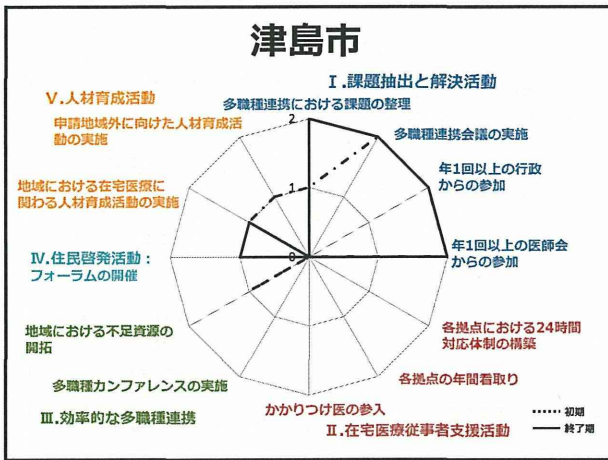 津島市
Ⅰ.課題抽出と解決活動
多職種連携における課題の整理
多職種連携会議の実施
年1回以上の行政
からの参加
年1回以上の医師会
からの参加
各拠点における24時間
対応体制の構築
各拠点の年間看取り
Ⅱ.在宅医療従事者支援活動
かかりつけ医の参入
Ⅲ.効率的な多職種連携
多職種カンファレンスの実施
地域における不足資源の
開拓
Ⅳ.住民啓発活動：
フォーラムの開催
地域における在宅医療に
関わる人材育成活動の実施
Ⅴ.人材育成活動
申請地域外に向けた人材育成活
動の実施
2
1
0
初期
終了期